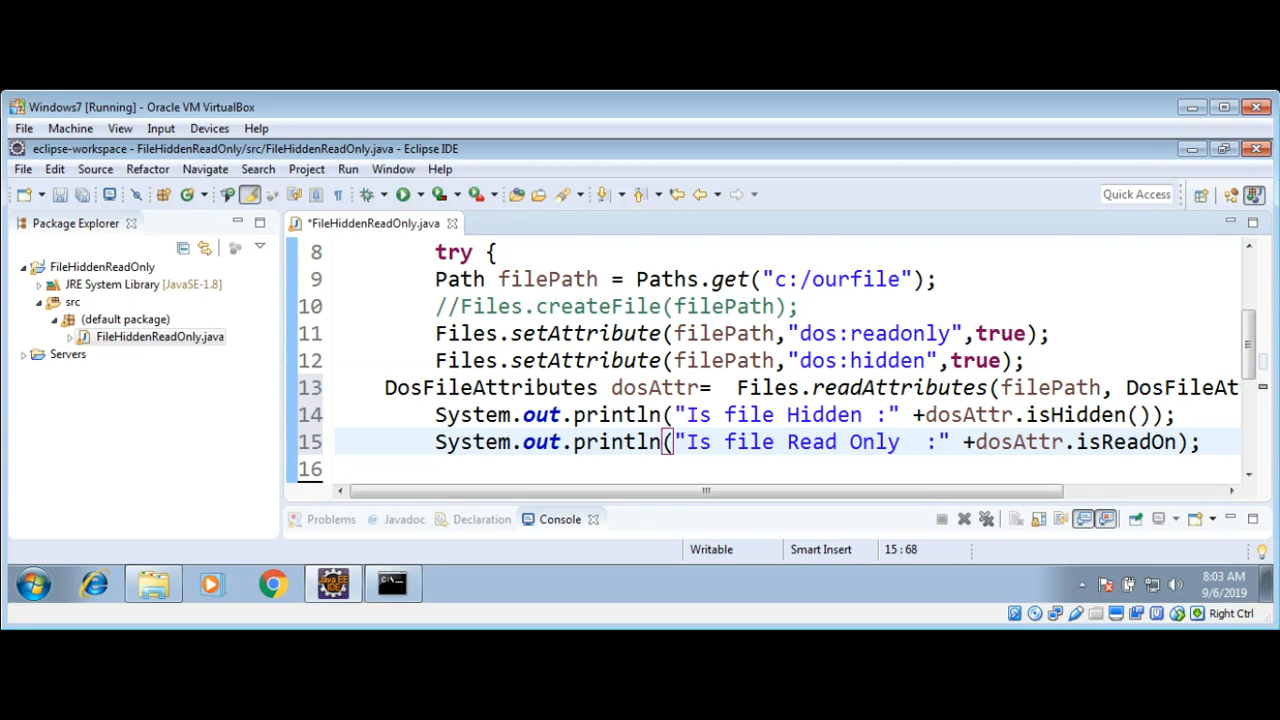 Windows7 [Running] - Oracle VM VirtualBox
File Machine View Input Devices Help
eclipse-workspace - FileHiddenReadOnly/src/FileHiddenReadOnly.java - Eclipse IDE
File Edit Source Refactor Navigate Search Project Run Window Help
Quick Access
Package Explorer
*FileHiddenReadOnly.java
FileHiddenReadOnly
JRE System Library [JavaSE-1.8]
src
(default package)
FileHiddenReadOnly.java
Servers
8 try {
9 Path filePath = Paths.get("c:/ourfile");
10 //Files.createFile(filePath);
11 Files.setAttribute(filePath,"dos:readonly",true);
12 Files.setAttribute(filePath,"dos:hidden",true);
13 DosFileAttributes dosAttr=  Files.readAttributes(filePath, DosFileAt
14 System.out.println("Is file Hidden :" +dosAttr.isHidden());
15 System.out.println("Is file Read Only  :" +dosAttr.isReadOn);
16
Problems @ Javadoc Declaration Console
Writable Smart Insert 15 : 68
Java EE IDE
C:\
8:03 AM
9/6/2019
Right Ctrl